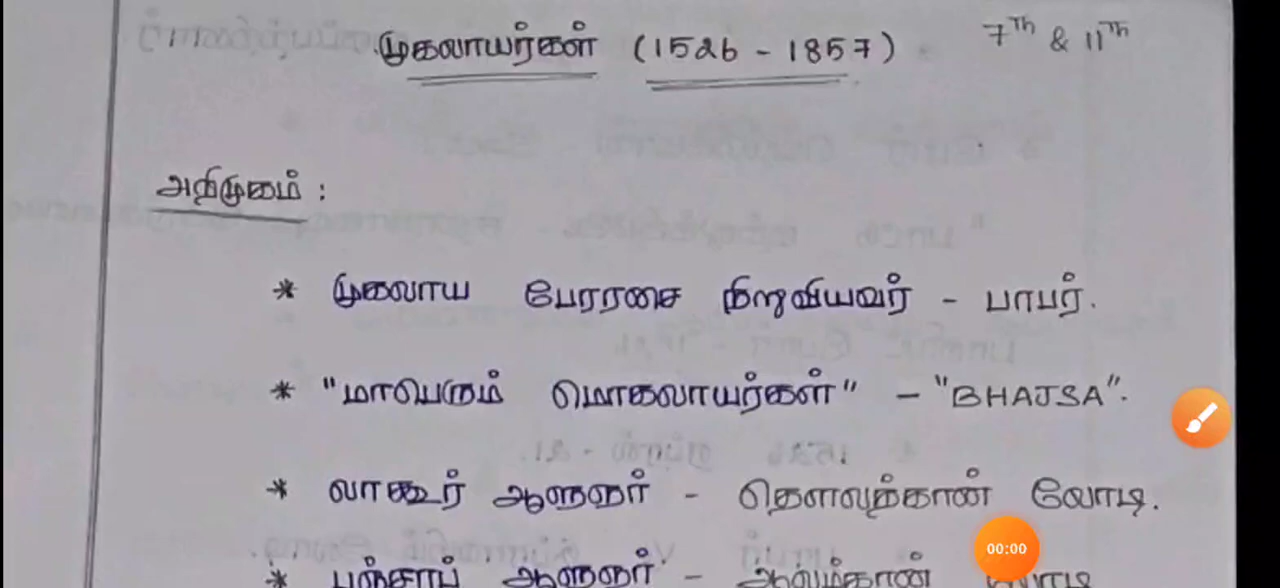 முகலாயர்கள் (1526 - 1857) 7th & 11th
அறிமுகம் :
* முகலாய பேரரசை நிறுவியவர் - பாபர்.
* "மாபெரும் மொகலாயர்கள்" - "BHAJSA".
* லாகூர் ஆளுநர் - தௌலத்கான் லோடி.
* பஞ்சாப் ஆளுநர் - ஆலம்கான் லோடி
00:00